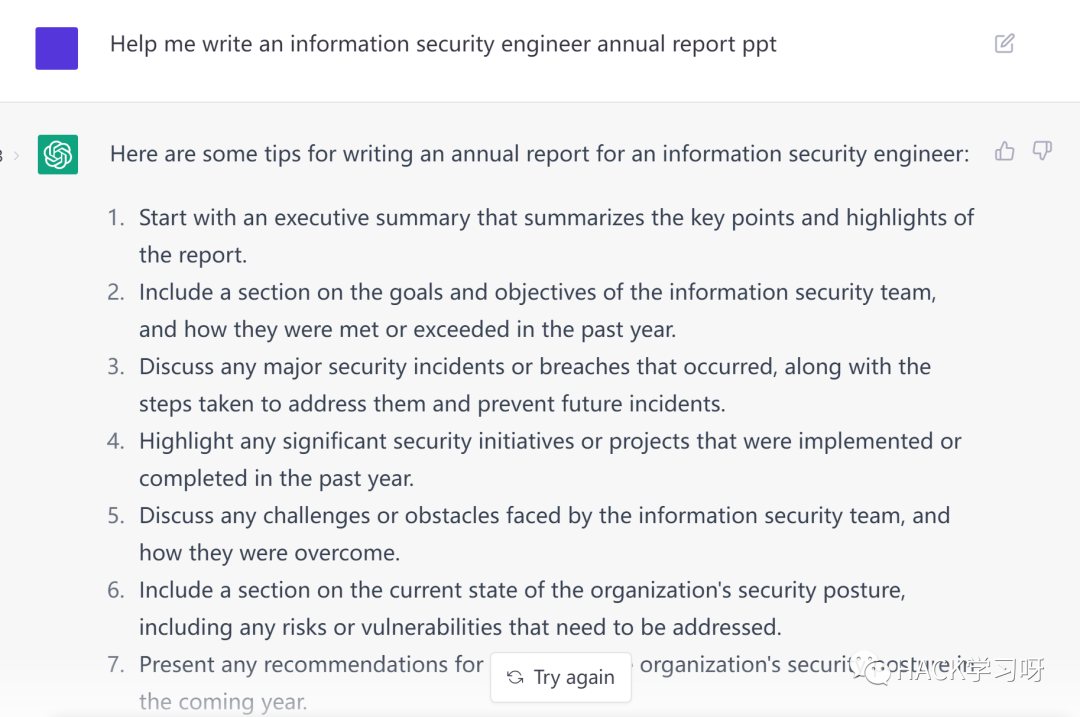 Help me write an information security engineer annual report ppt
Here are some tips for writing an annual report for an information security engineer:
1. Start with an executive summary that summarizes the key points and highlights of
the report.
2. Include a section on the goals and objectives of the information security team,
and how they were met or exceeded in the past year.
3. Discuss any major security incidents or breaches that occurred, along with the
steps taken to address them and prevent future incidents.
4. Highlight any significant security initiatives or projects that were implemented or
completed in the past year.
5. Discuss any challenges or obstacles faced by the information security team, and
how they were overcome.
6. Include a section on the current state of the organization's security posture,
including any risks or vulnerabilities that need to be addressed.
7. Present any recommendations for organization's security posture in
the coming year.
Try again
HACK学习呀